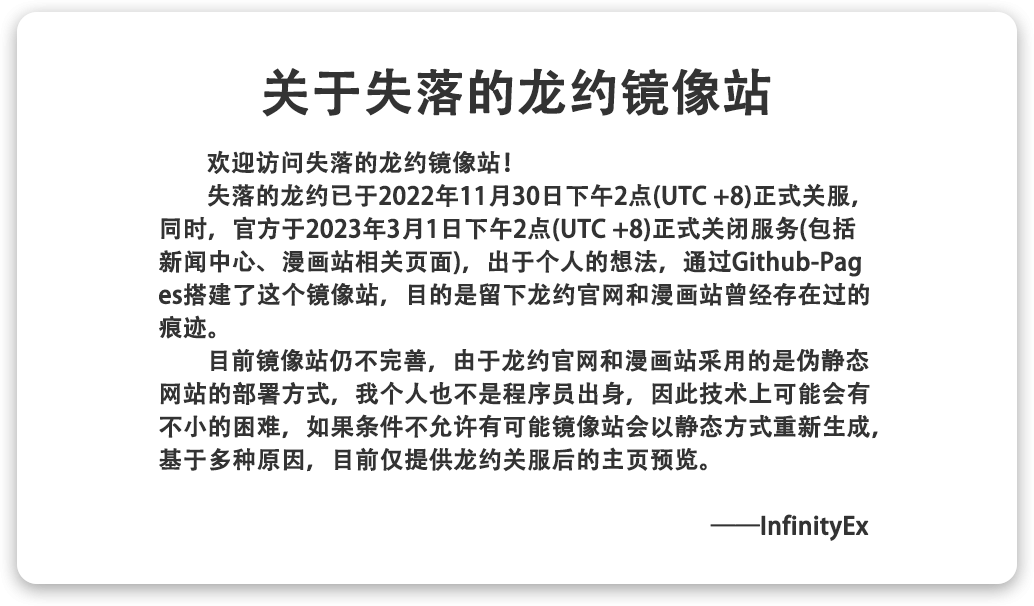 关于失落的龙约镜像站
欢迎访问失落的龙约镜像站！
失落的龙约已于2022年11月30日下午2点(UTC +8)正式关服，
同时，官方于2023年3月1日下午2点(UTC +8)正式关闭服务(包括
新闻中心、漫画站相关页面)，出于个人的想法，通过Github-Pag
es搭建了这个镜像站，目的是留下龙约官网和漫画站曾经存在过的
痕迹。
目前镜像站仍不完善，由于龙约官网和漫画站采用的是伪静态
网站的部署方式，我个人也不是程序员出身，因此技术上可能会有
不小的困难，如果条件不允许有可能镜像站会以静态方式重新生成，
基于多种原因，目前仅提供龙约关服后的主页预览。
——InfinityEx